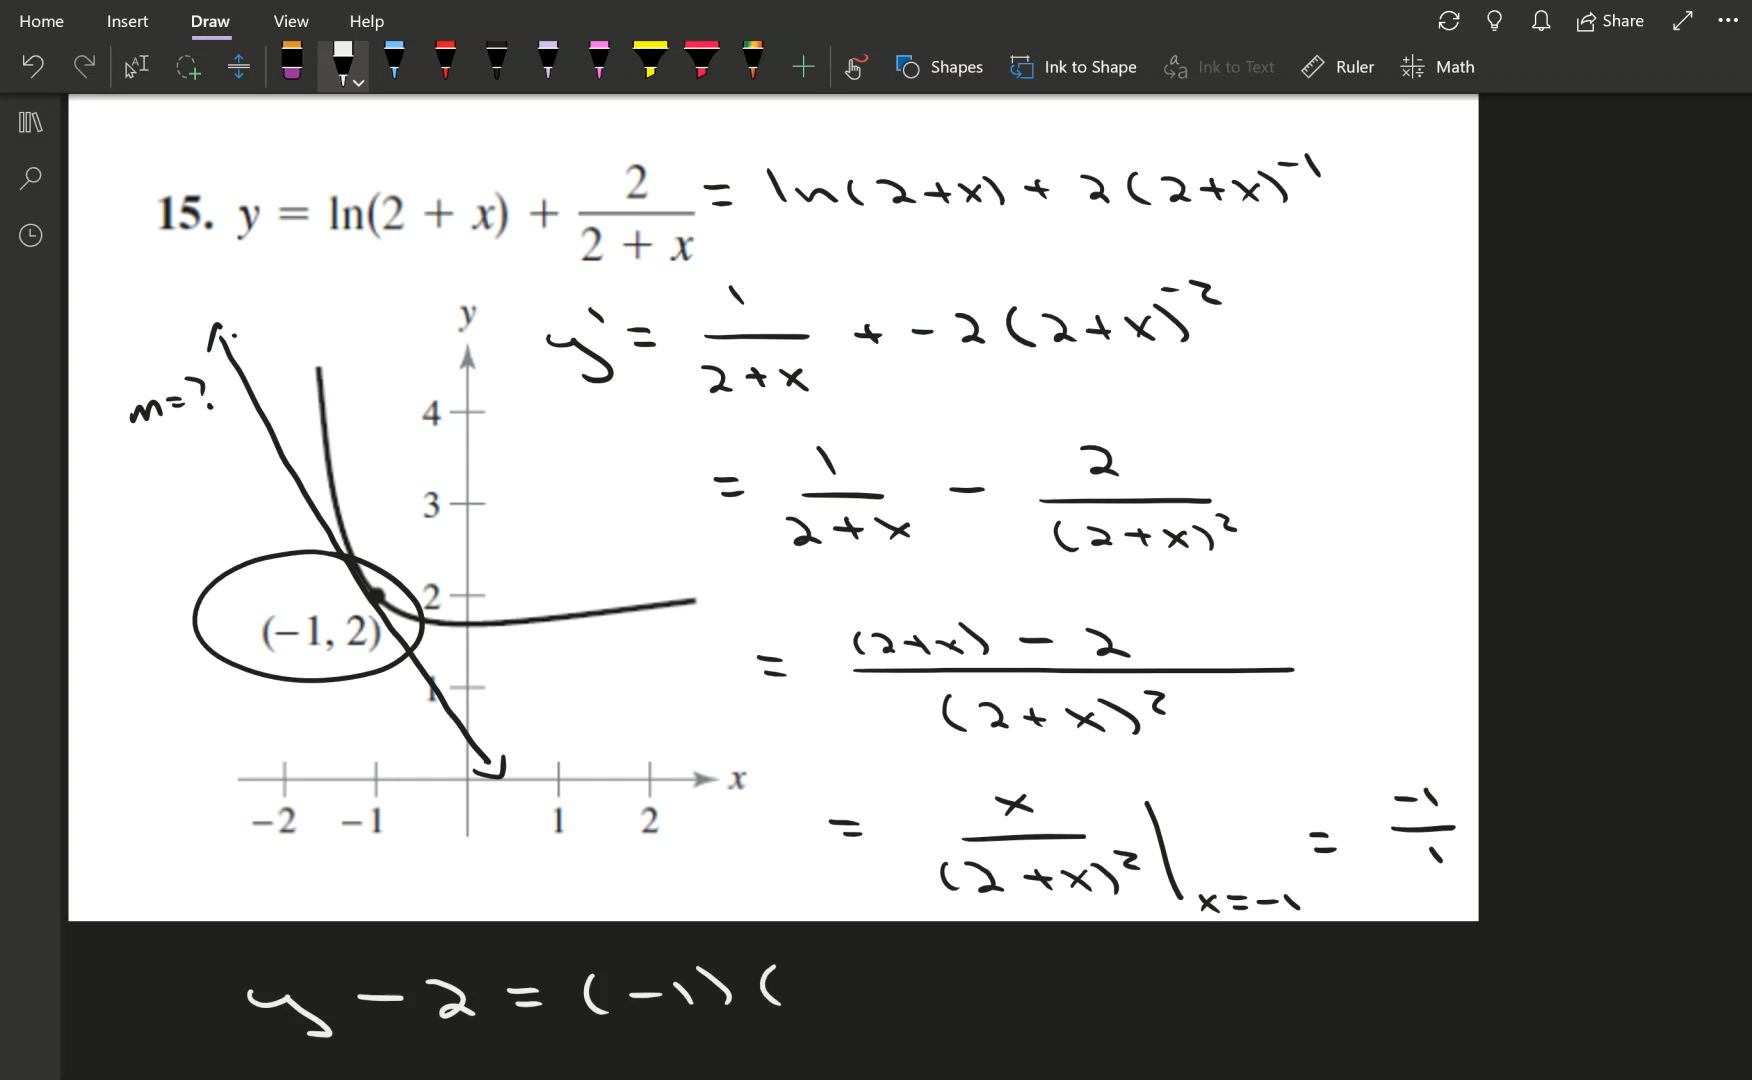 Home Insert Draw View Help Share
Shapes Ink to Shape Ink to Text Ruler Math
15. y = ln(2 + x) + 2/(2 + x) = ln(2+x) + 2(2+x)^-1
y' = 1/(2+x) + -2(2+x)^-2
= 1/(2+x) - 2/(2+x)^2
= ((2+x) - 2)/(2+x)^2
= x/(2+x)^2 | x=-1 = -1/1
m=?
y
4
3
2
(−1, 2)
1
x
−2 −1 1 2
y - 2 = (-1)(